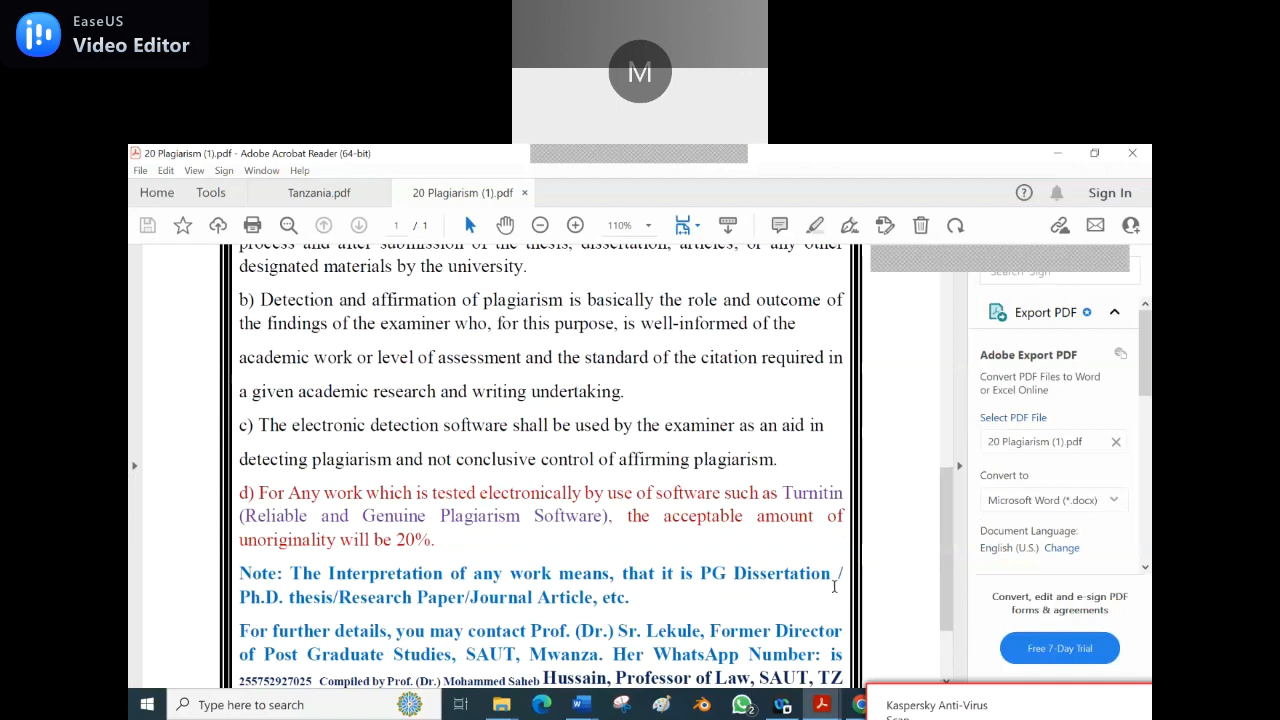 EaseUS
Video Editor
M
20 Plagiarism (1).pdf - Adobe Acrobat Reader (64-bit)
File Edit View Sign Window Help
Home Tools Tanzania.pdf 20 Plagiarism (1).pdf × Sign In
1 / 1 110%
process and after submission of the thesis, dissertation, articles, or any other
designated materials by the university.
b) Detection and affirmation of plagiarism is basically the role and outcome of
the findings of the examiner who, for this purpose, is well-informed of the
academic work or level of assessment and the standard of the citation required in
a given academic research and writing undertaking.
c) The electronic detection software shall be used by the examiner as an aid in
detecting plagiarism and not conclusive control of affirming plagiarism.
d) For Any work which is tested electronically by use of software such as Turnitin
(Reliable and Genuine Plagiarism Software), the acceptable amount of
unoriginality will be 20%.
Note: The Interpretation of any work means, that it is PG Dissertation /
Ph.D. thesis/Research Paper/Journal Article, etc.
For further details, you may contact Prof. (Dr.) Sr. Lekule, Former Director
of Post Graduate Studies, SAUT, Mwanza. Her WhatsApp Number: is
255752927025 Compiled by Prof. (Dr.) Mohammed Saheb Hussain, Professor of Law, SAUT, TZ
Search 'Sign'
Export PDF
Adobe Export PDF
Convert PDF Files to Word
or Excel Online
Select PDF File
20 Plagiarism (1).pdf
Convert to
Microsoft Word (*.docx)
Document Language:
English (U.S.) Change
Convert, edit and e-sign PDF
forms & agreements
Free 7-Day Trial
Type here to search
2
Kaspersky Anti-Virus
Scan